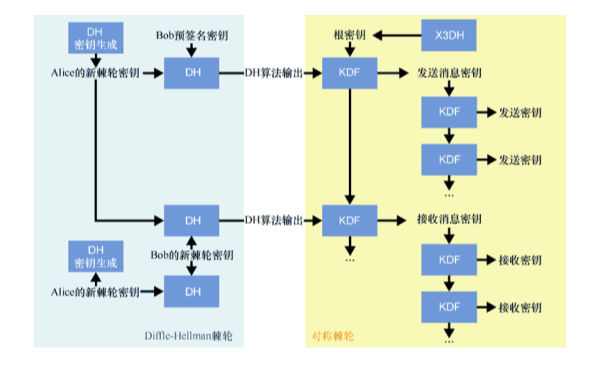 DH
密钥生成
Bob预签名密钥
根密钥
X3DH
Alice的新棘轮密钥
DH
DH算法输出
KDF
发送消息密钥
KDF
发送密钥
KDF
发送密钥
...
DH
DH算法输出
KDF
接收消息密钥
DH
密钥生成
Bob的新棘轮密钥
...
KDF
接收密钥
Alice的新棘轮密钥
DH
KDF
接收密钥
...
Diffle-Hellman棘轮
对称棘轮